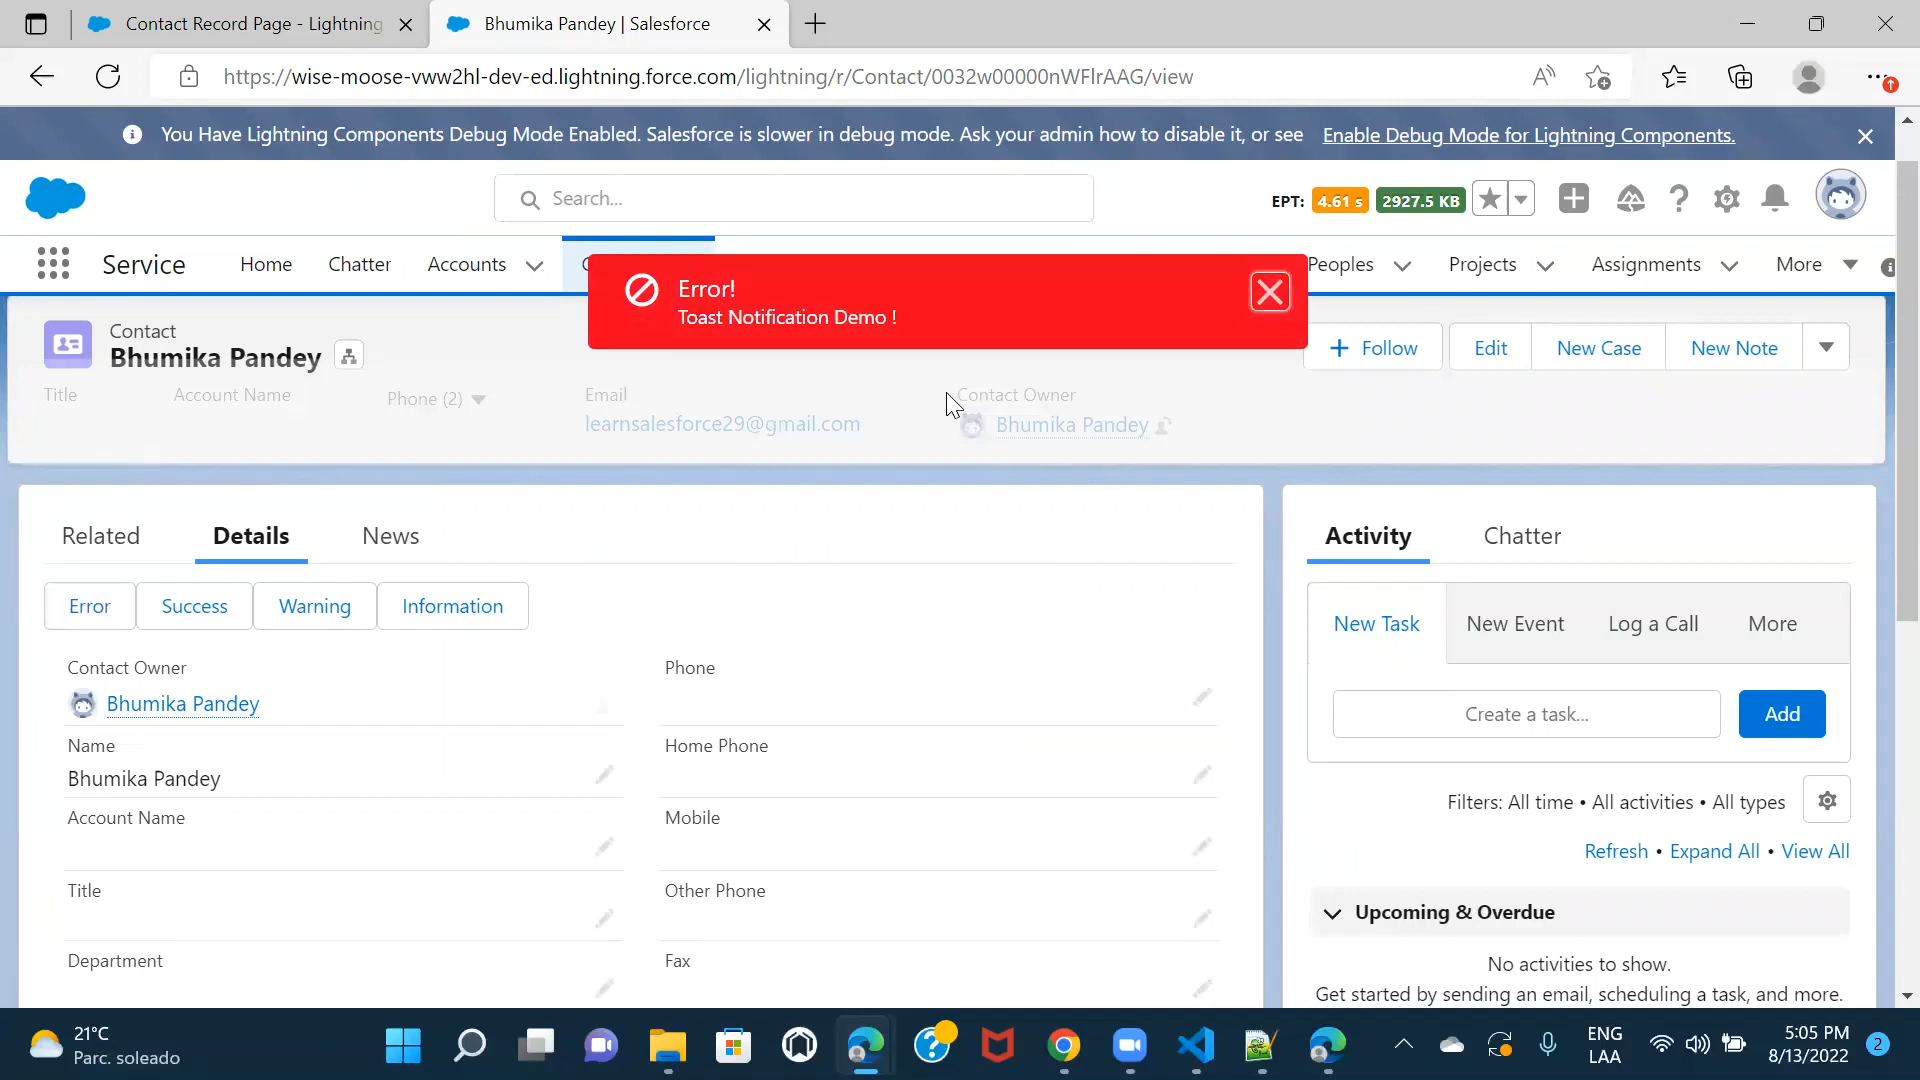 Contact Record Page - Lightning
Bhumika Pandey | Salesforce
https://wise-moose-vww2hl-dev-ed.lightning.force.com/lightning/r/Contact/0032w00000nWFlrAAG/view
You Have Lightning Components Debug Mode Enabled. Salesforce is slower in debug mode. Ask your admin how to disable it, or see Enable Debug Mode for Lightning Components.
Search...
EPT: 4.61 s 2927.5 KB
Service Home Chatter Accounts Peoples Projects Assignments More
Error!
Toast Notification Demo !
Contact
Bhumika Pandey
Follow Edit New Case New Note
Title Account Name Phone (2) Email Contact Owner
learnsalesforce29@gmail.com Bhumika Pandey
Related Details News
Error Success Warning Information
Contact Owner Phone
Bhumika Pandey
Name Home Phone
Bhumika Pandey
Account Name Mobile
Title Other Phone
Department Fax
Activity Chatter
New Task New Event Log a Call More
Create a task... Add
Filters: All time • All activities • All types
Refresh • Expand All • View All
Upcoming & Overdue
No activities to show.
Get started by sending an email, scheduling a task, and more.
21°C
Parc. soleado
ENG
LAA
5:05 PM
8/13/2022
2